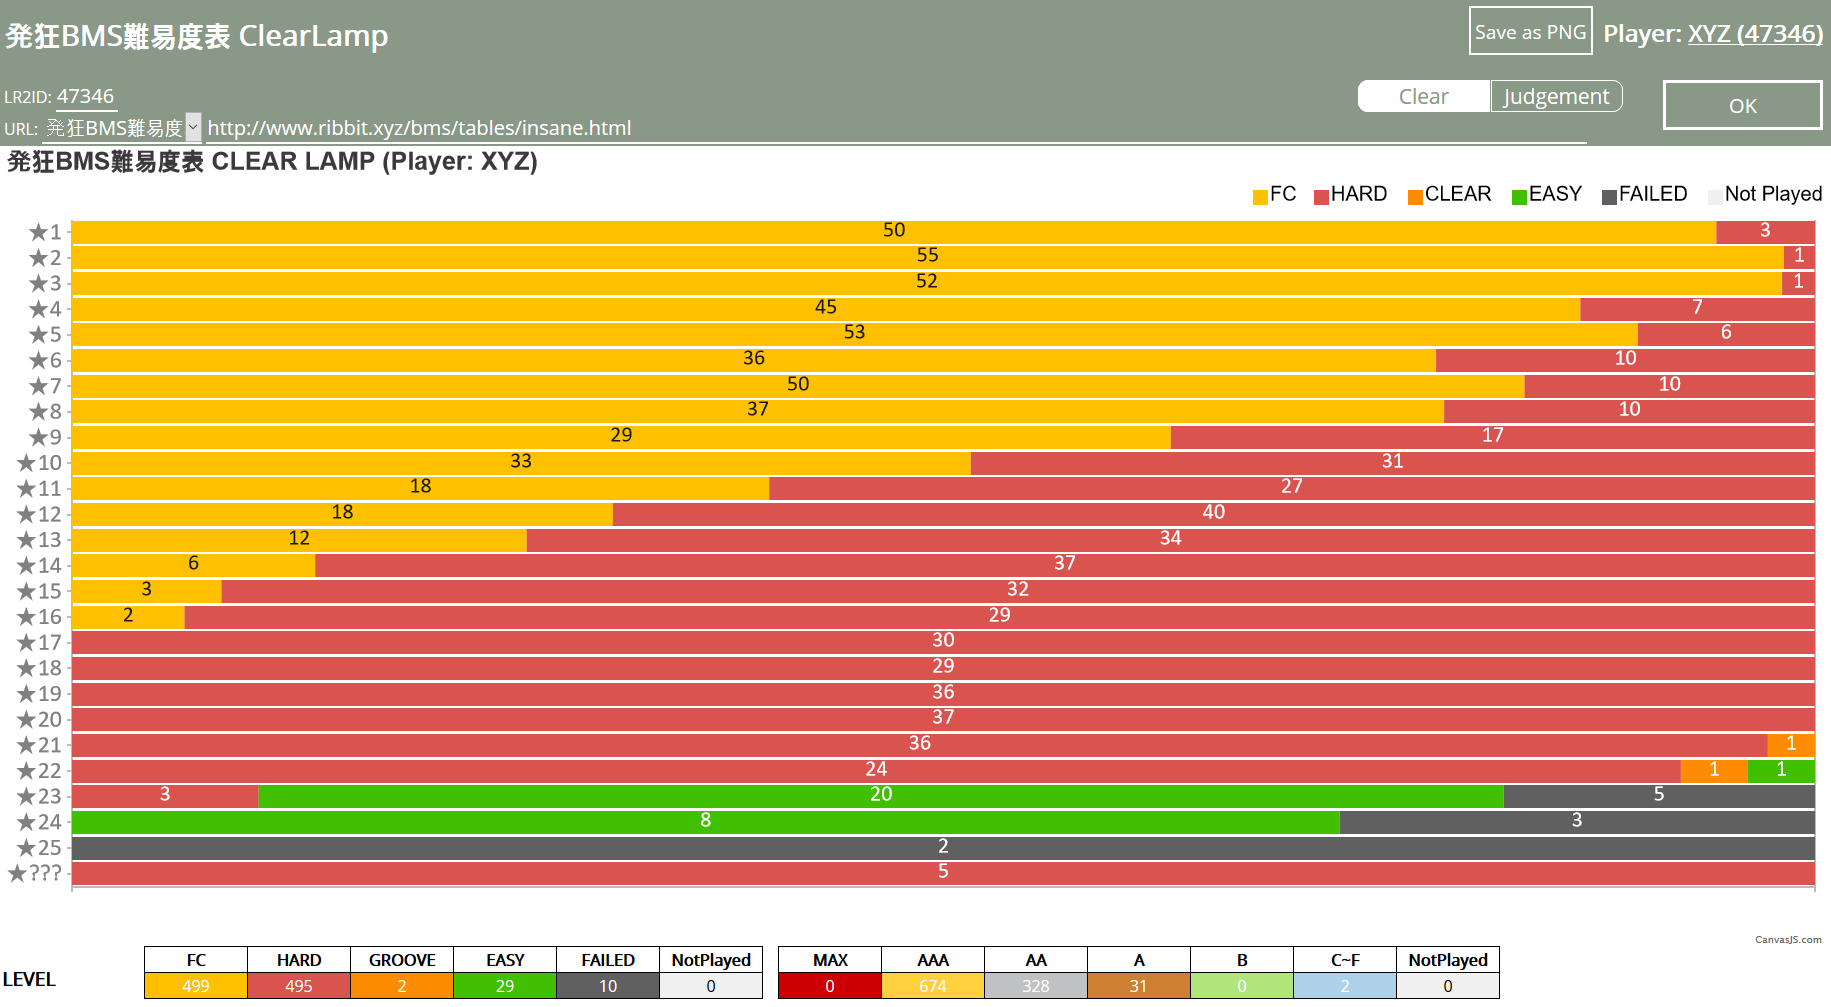 発狂BMS難易度表 ClearLamp
Save as PNG
Player: XYZ (47346)
LR2ID: 47346
Clear
Judgement
OK
URL: 発狂BMS難易度 http://www.ribbit.xyz/bms/tables/insane.html
発狂BMS難易度表 CLEAR LAMP (Player: XYZ)
FC HARD CLEAR EASY FAILED Not Played
★1 50 3
★2 55 1
★3 52 1
★4 45 7
★5 53 6
★6 36 10
★7 50 10
★8 37 10
★9 29 17
★10 33 31
★11 18 27
★12 18 40
★13 12 34
★14 6 37
★15 3 32
★16 2 29
★17 30
★18 29
★19 36
★20 37
★21 36 1
★22 24 1 1
★23 3 20 5
★24 8 3
★25 2
★??? 5
CanvasJS.com
FC HARD GROOVE EASY FAILED NotPlayed MAX AAA AA A B C~F NotPlayed
LEVEL 499 495 2 29 10 0 0 674 328 31 0 2 0